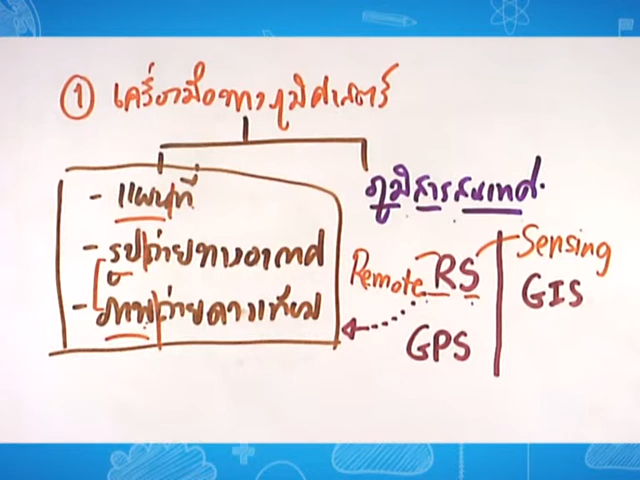 ① เครื่องมือทางภูมิศาสตร์
- แผนที่
- รูปถ่ายทางอากาศ
- ภาพถ่ายดาวเทียม
ภูมิสารสนเทศ
Remote RS Sensing
GPS
GIS